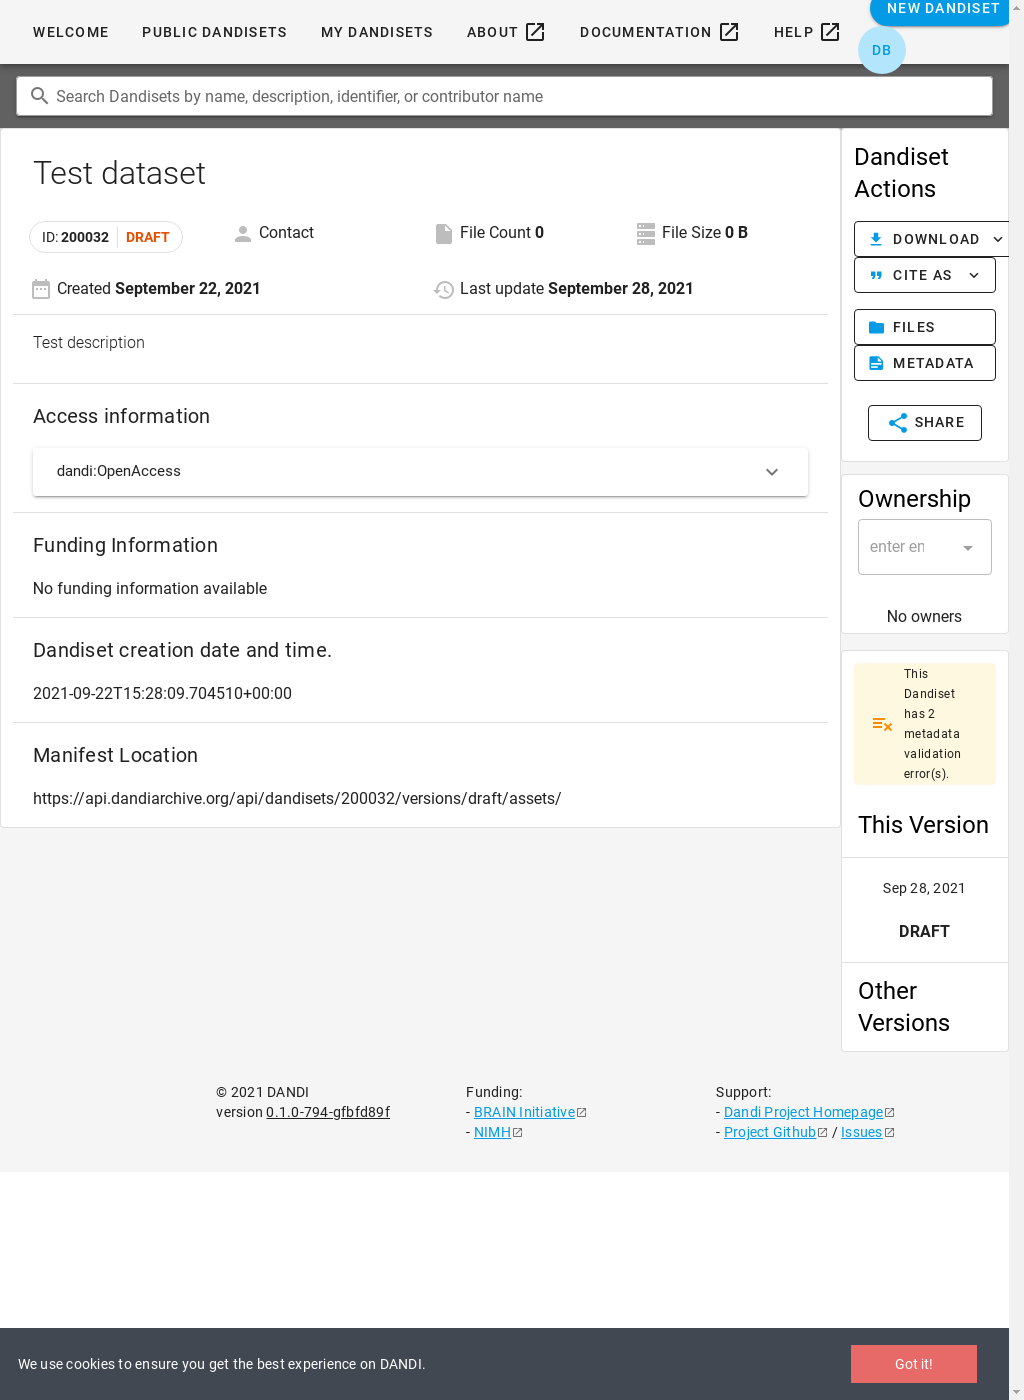 WELCOME
PUBLIC DANDISETS
MY DANDISETS
ABOUT
DOCUMENTATION
HELP
NEW DANDISET
DB
Search Dandisets by name, description, identifier, or contributor name
Test dataset
ID: 200032 DRAFT
Contact
File Count 0
File Size 0 B
Created September 22, 2021
Last update September 28, 2021
Test description
Access information
dandi:OpenAccess
Funding Information
No funding information available
Dandiset creation date and time.
2021-09-22T15:28:09.704510+00:00
Manifest Location
https://api.dandiarchive.org/api/dandisets/200032/versions/draft/assets/
Dandiset
Actions
DOWNLOAD
CITE AS
FILES
METADATA
SHARE
Ownership
enter en
No owners
This
Dandiset
has 2
metadata
validation
error(s).
This Version
Sep 28, 2021
DRAFT
Other
Versions
© 2021 DANDI
version 0.1.0-794-gfbfd89f
Funding:
- BRAIN Initiative
- NIMH
Support:
- Dandi Project Homepage
- Project Github / Issues
We use cookies to ensure you get the best experience on DANDI.
Got it!